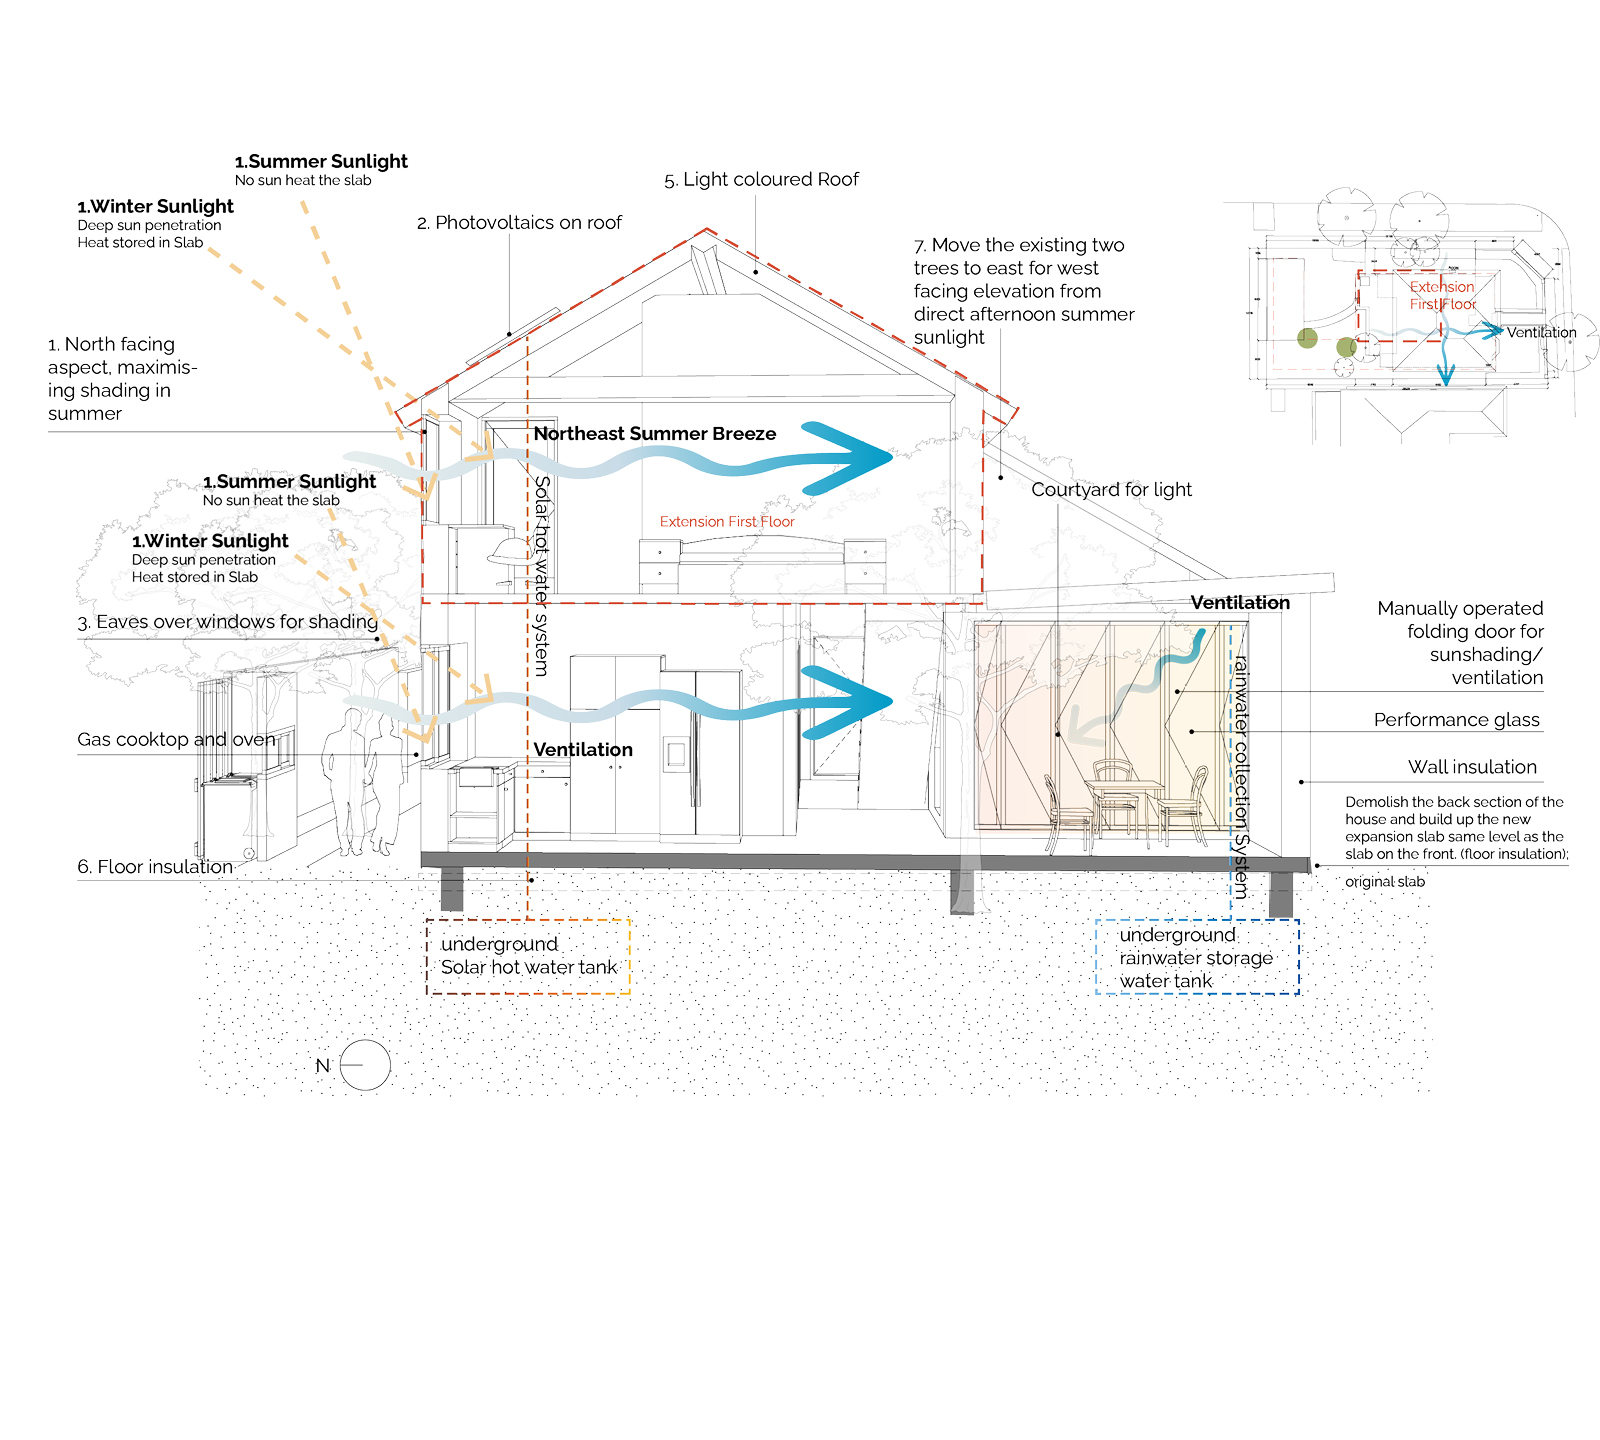 1.Summer Sunlight
No sun heat the slab
1.Winter Sunlight
Deep sun penetration
Heat stored in Slab
2. Photovoltaics on roof
5. Light coloured Roof
7. Move the existing two
trees to east for west
facing elevation from
direct afternoon summer
sunlight
Extension
First Floor
Ventilation
1. North facing
aspect, maximis-
ing shading in
summer
Northeast Summer Breeze
Solar hot water system
Extension First Floor
Courtyard for light
1.Summer Sunlight
No sun heat the slab
1.Winter Sunlight
Deep sun penetration
Heat stored in Slab
3. Eaves over windows for shading
Ventilation
Manually operated
folding door for
sunshading/
ventilation
rainwater collection System
Performance glass
Gas cooktop and oven
Ventilation
Wall insulation
Demolish the back section of the
house and build up the new
expansion slab same level as the
slab on the front. (floor insulation);
original slab
6. Floor insulation
underground
Solar hot water tank
underground
rainwater storage
water tank
N